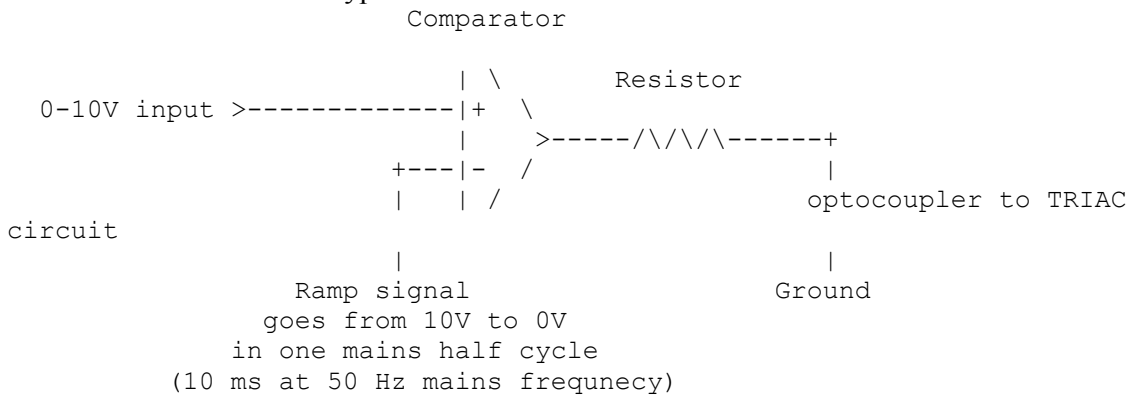 Comparator
| \ Resistor
0-10V input >-------------|+ \
| >-----/\/\/\------+
+---|- / |
| | / optocoupler to TRIAC
circuit
| |
Ramp signal Ground
goes from 10V to 0V
in one mains half cycle
(10 ms at 50 Hz mains frequnecy)